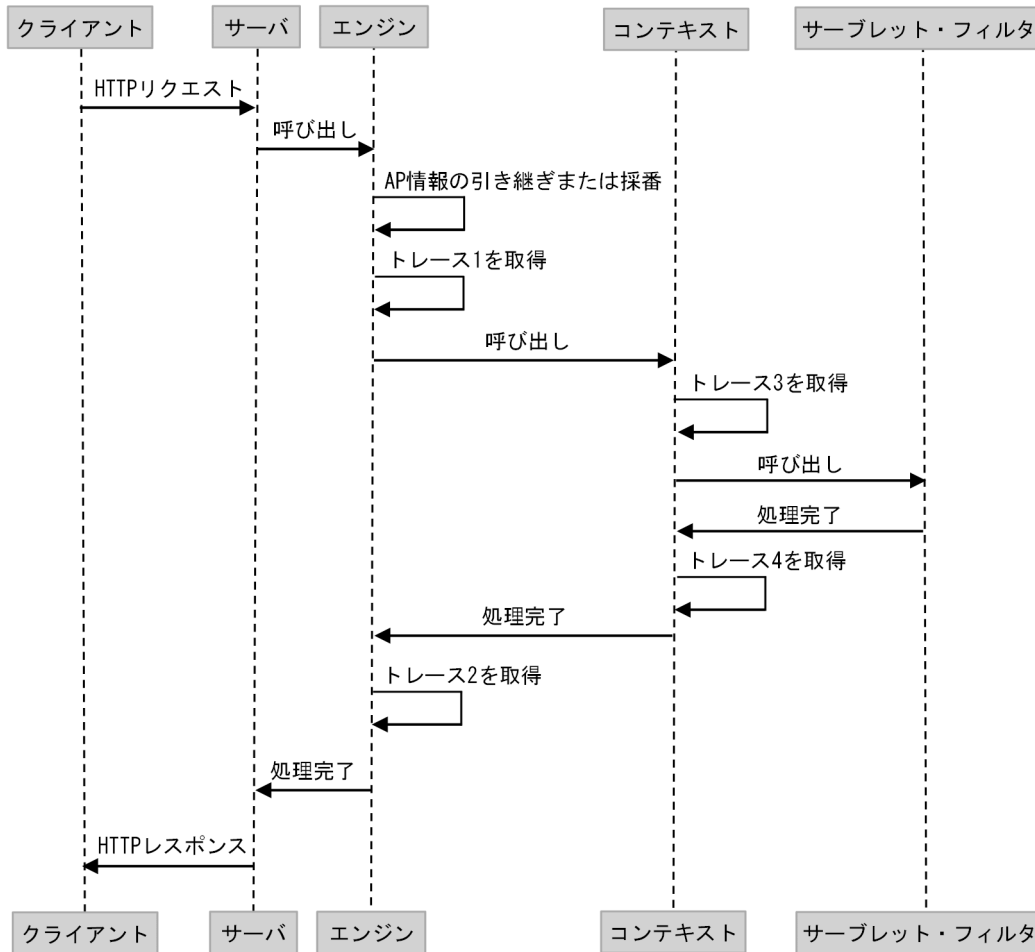 クライアント
サーバ
エンジン
コンテキスト
サーブレット・フィルタ
HTTPリクエスト
呼び出し
AP情報の引き継ぎまたは採番
トレース1を取得
呼び出し
トレース3を取得
呼び出し
処理完了
トレース4を取得
処理完了
トレース2を取得
処理完了
HTTPレスポンス
クライアント
サーバ
エンジン
コンテキスト
サーブレット・フィルタ